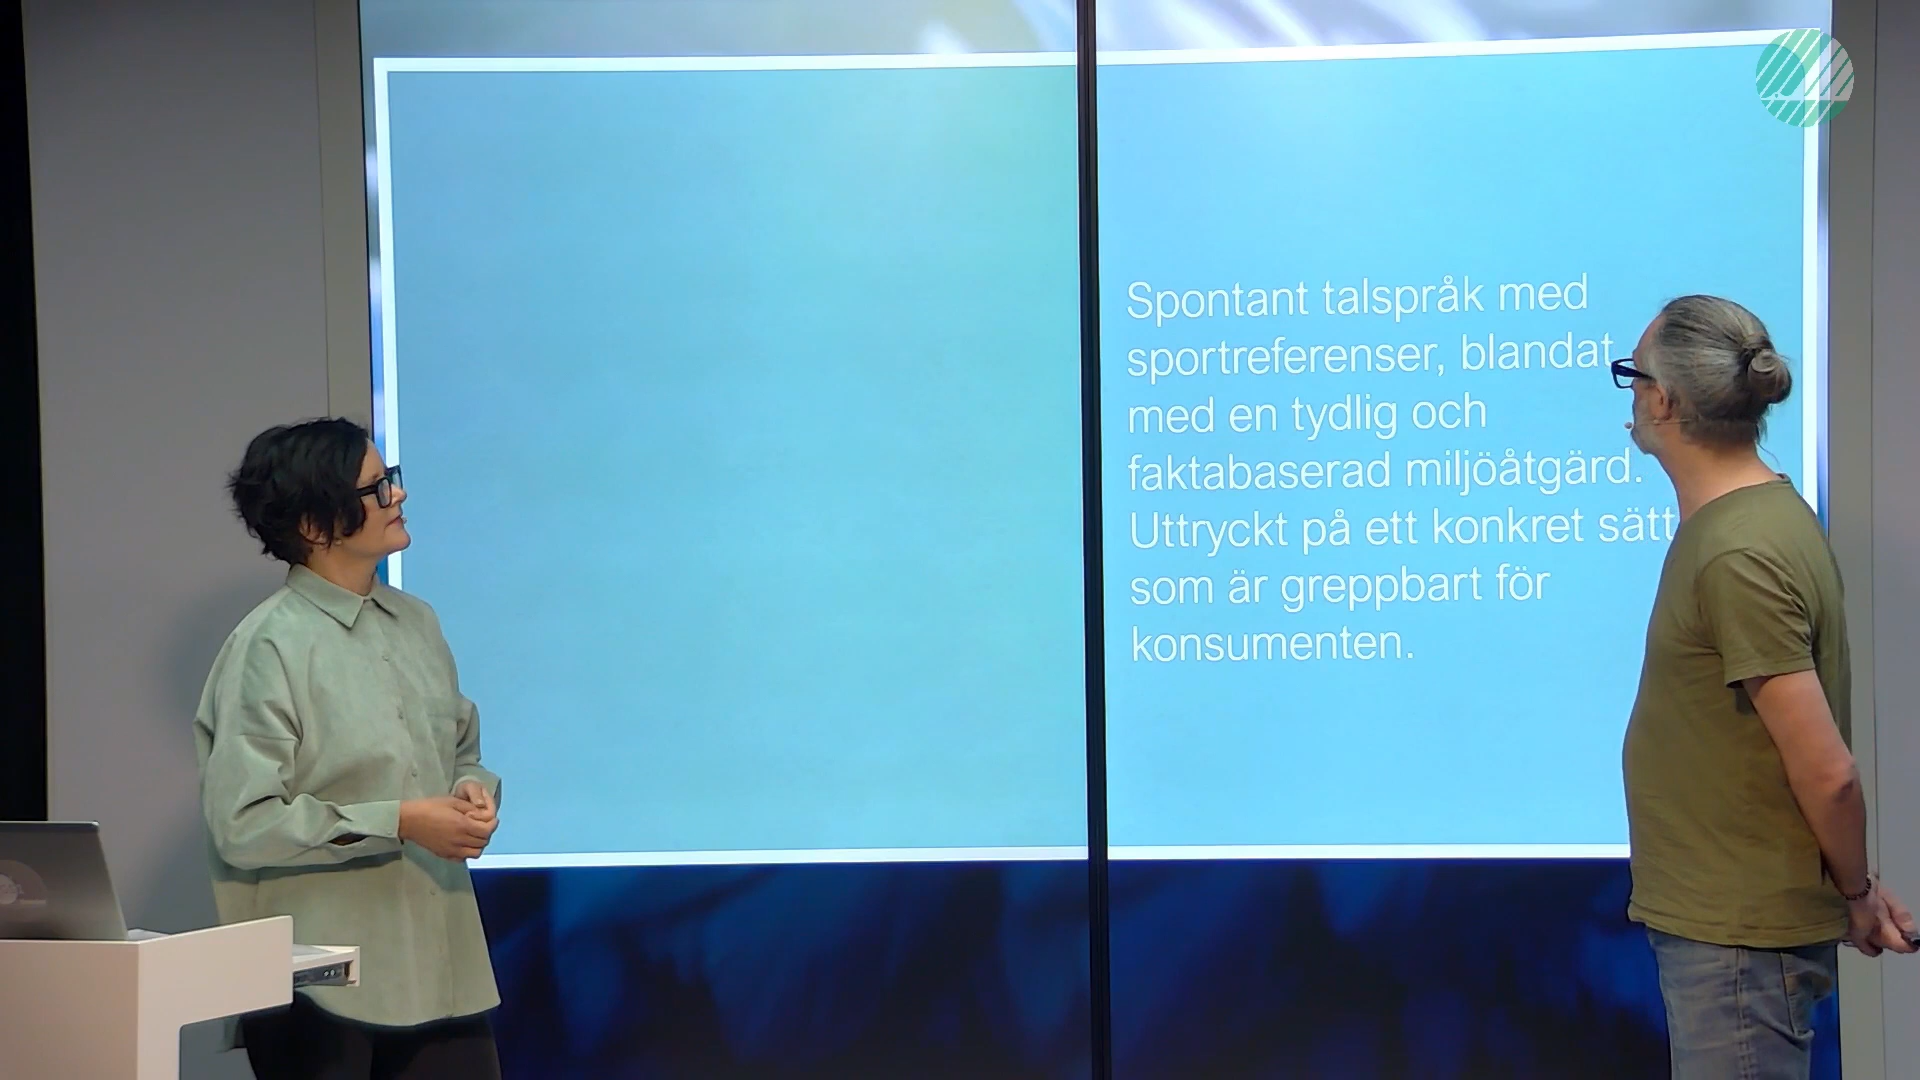 Spontant talspråk med
sportreferenser, blandat
med en tydlig och
faktabaserad miljöåtgärd.
Uttryckt på ett konkret sätt
som är greppbart för
konsumenten.